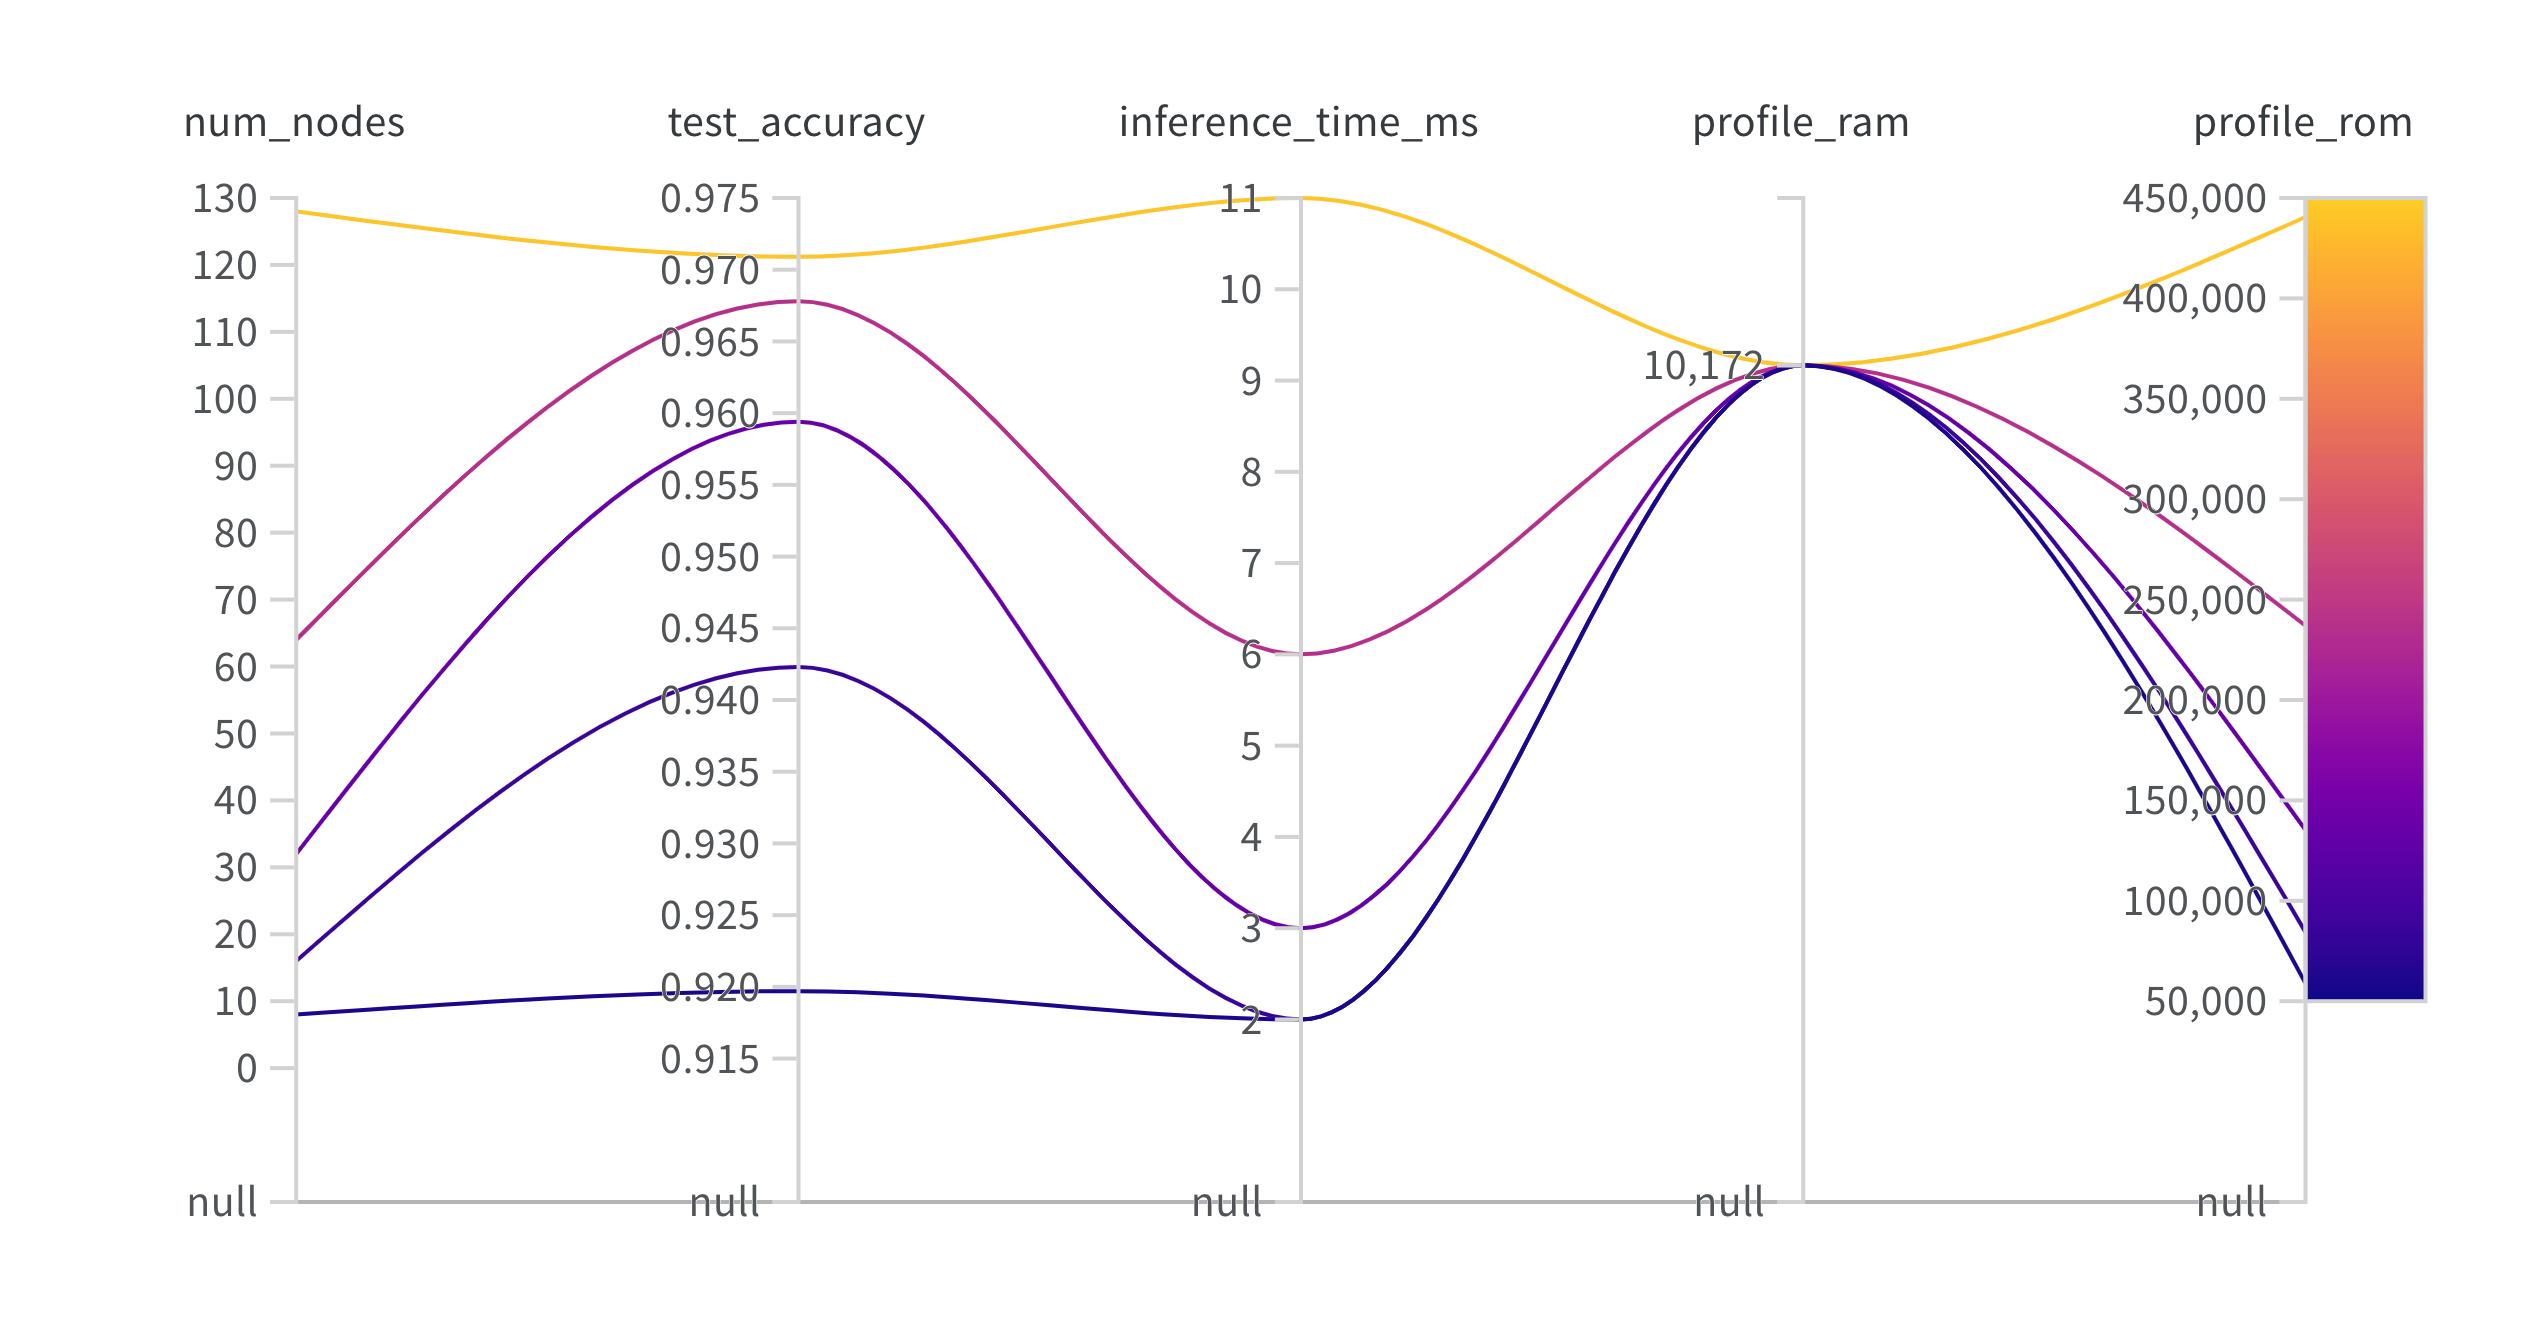 num_nodes test_accuracy inference_time_ms profile_ram profile_rom
130 0.975 11 450,000
120 0.970 10 400,000
110 0.965 10,172 9 350,000
100 0.960 8 300,000
90 0.955 7 250,000
80 0.950 6 200,000
70 0.945 5 150,000
60 0.940 4 100,000
50 0.935 3 50,000
40 0.930 2
30 0.925
20 0.920
10 0.915
0
null null null null null